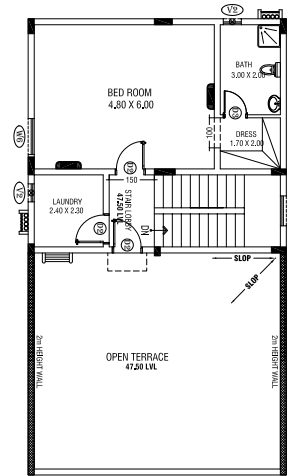 V2
BATH
3.00 X 2.00
BED ROOM
4.80 X 6.00
D3
W6
100
DRESS
1.70 X 2.00
D2
150
V2
LAUNDRY
2.40 X 2.30
STAIR LOBBY
47.50 LVL
D2
DN
D2
SLOP
SLOP
2m HEIGHT WALL
2m HEIGHT WALL
OPEN TERRACE
47.50 LVL